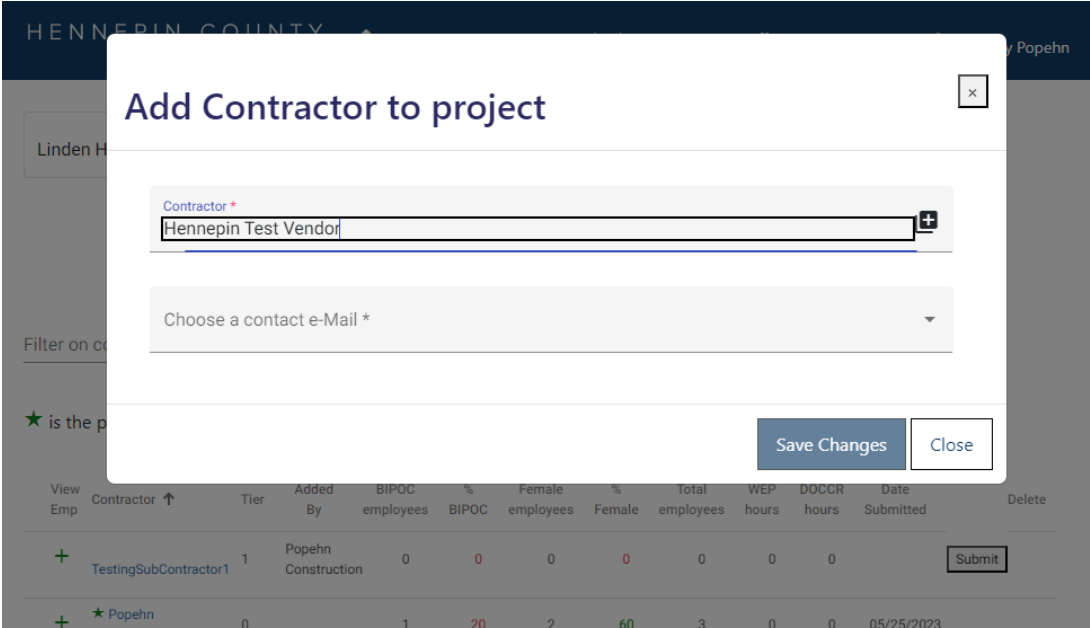 HENNEPIN COUNTY
y Popehn
Add Contractor to project
×
Linden H
Contractor *
Hennepin Test Vendor
Choose a contact e-Mail *
Filter on co
★ is the p
Save Changes
Close
View Emp
Contractor ↑
Tier
Added By
BIPOC employees
% BIPOC
Female employees
% Female
Total employees
WEP hours
DOCCR hours
Date Submitted
Delete
+ TestingSubContractor1 1 Popehn Construction 0 0 0 0 0 0 0 Submit
+ ★ Popehn 0 1 20 2 60 3 0 0 05/25/2023